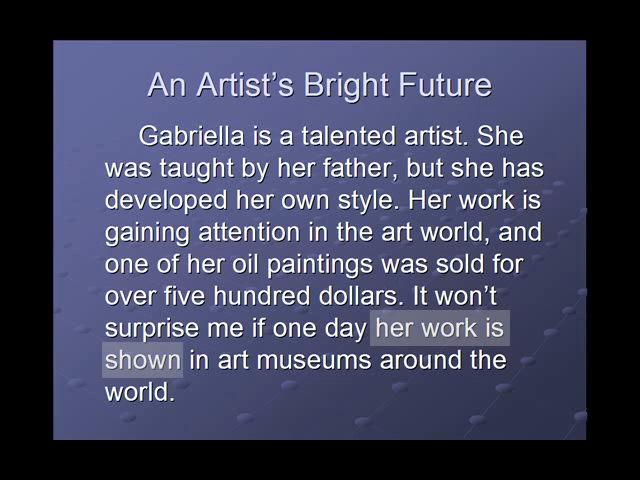 An Artist’s Bright Future
Gabriella is a talented artist. She
was taught by her father, but she has
developed her own style. Her work is
gaining attention in the art world, and
one of her oil paintings was sold for
over five hundred dollars. It won’t
surprise me if one day her work is
shown in art museums around the
world.